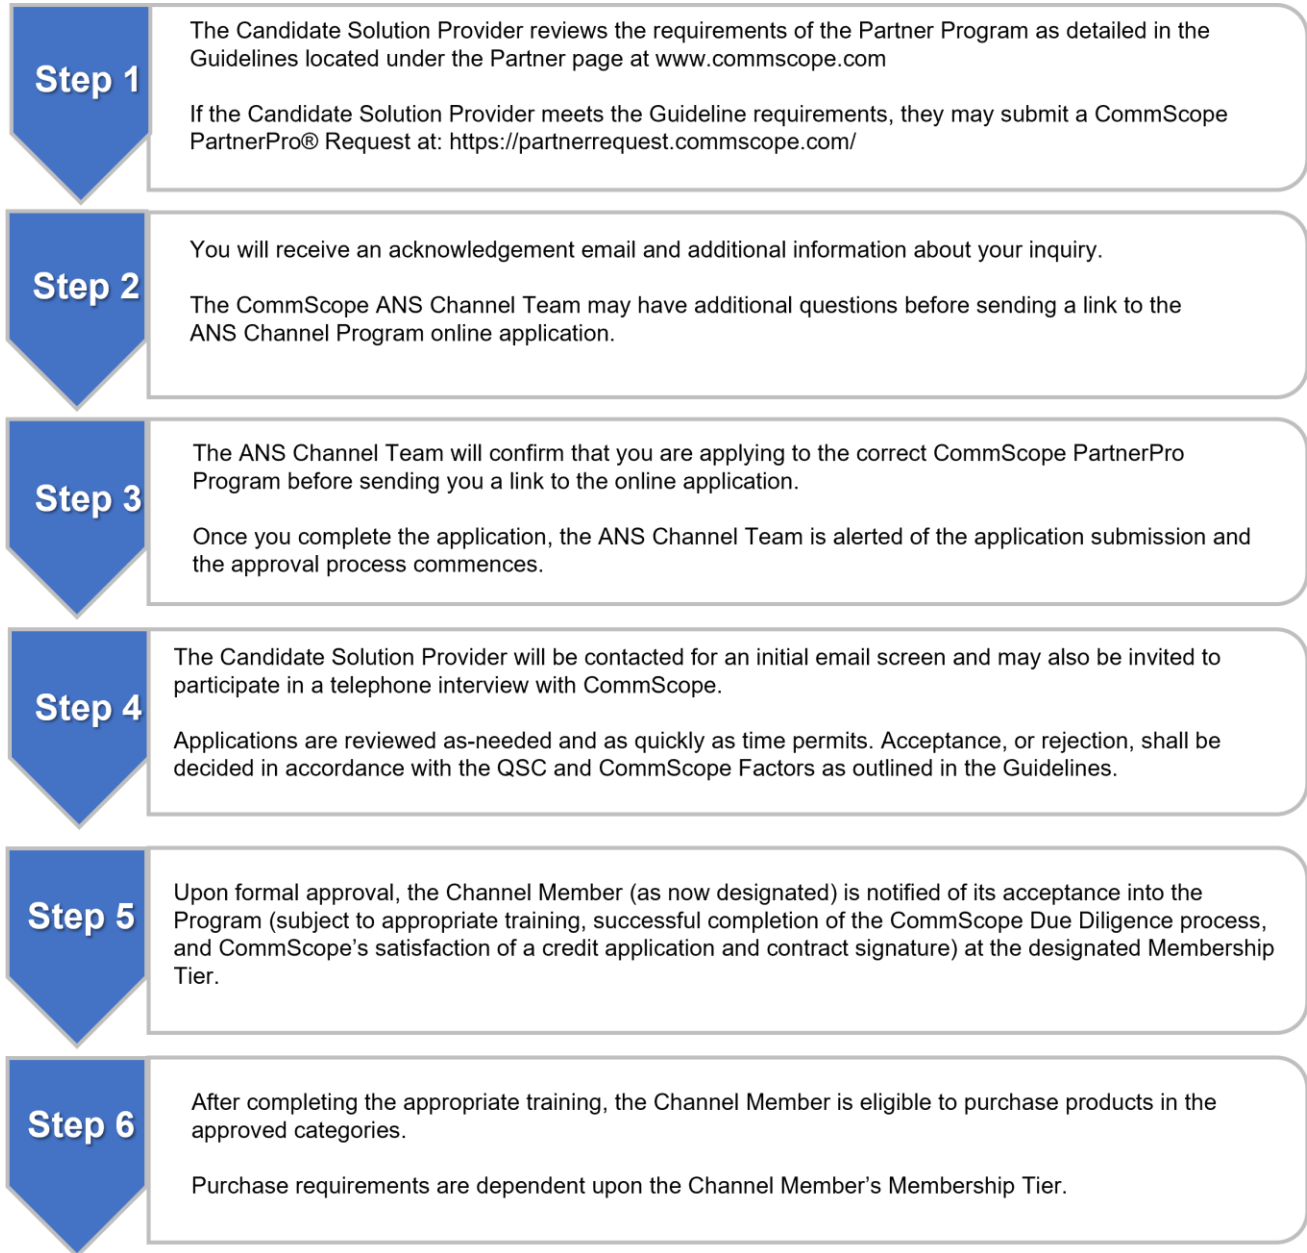 Step 1
The Candidate Solution Provider reviews the requirements of the Partner Program as detailed in the
Guidelines located under the Partner page at www.commscope.com
If the Candidate Solution Provider meets the Guideline requirements, they may submit a CommScope
PartnerPro® Request at: https://partnerrequest.commscope.com/
Step 2
You will receive an acknowledgement email and additional information about your inquiry.
The CommScope ANS Channel Team may have additional questions before sending a link to the
ANS Channel Program online application.
Step 3
The ANS Channel Team will confirm that you are applying to the correct CommScope PartnerPro
Program before sending you a link to the online application.
Once you complete the application, the ANS Channel Team is alerted of the application submission and
the approval process commences.
Step 4
The Candidate Solution Provider will be contacted for an initial email screen and may also be invited to
participate in a telephone interview with CommScope.
Applications are reviewed as-needed and as quickly as time permits. Acceptance, or rejection, shall be
decided in accordance with the QSC and CommScope Factors as outlined in the Guidelines.
Step 5
Upon formal approval, the Channel Member (as now designated) is notified of its acceptance into the
Program (subject to appropriate training, successful completion of the CommScope Due Diligence process,
and CommScope's satisfaction of a credit application and contract signature) at the designated Membership
Tier.
Step 6
After completing the appropriate training, the Channel Member is eligible to purchase products in the
approved categories.
Purchase requirements are dependent upon the Channel Member's Membership Tier.